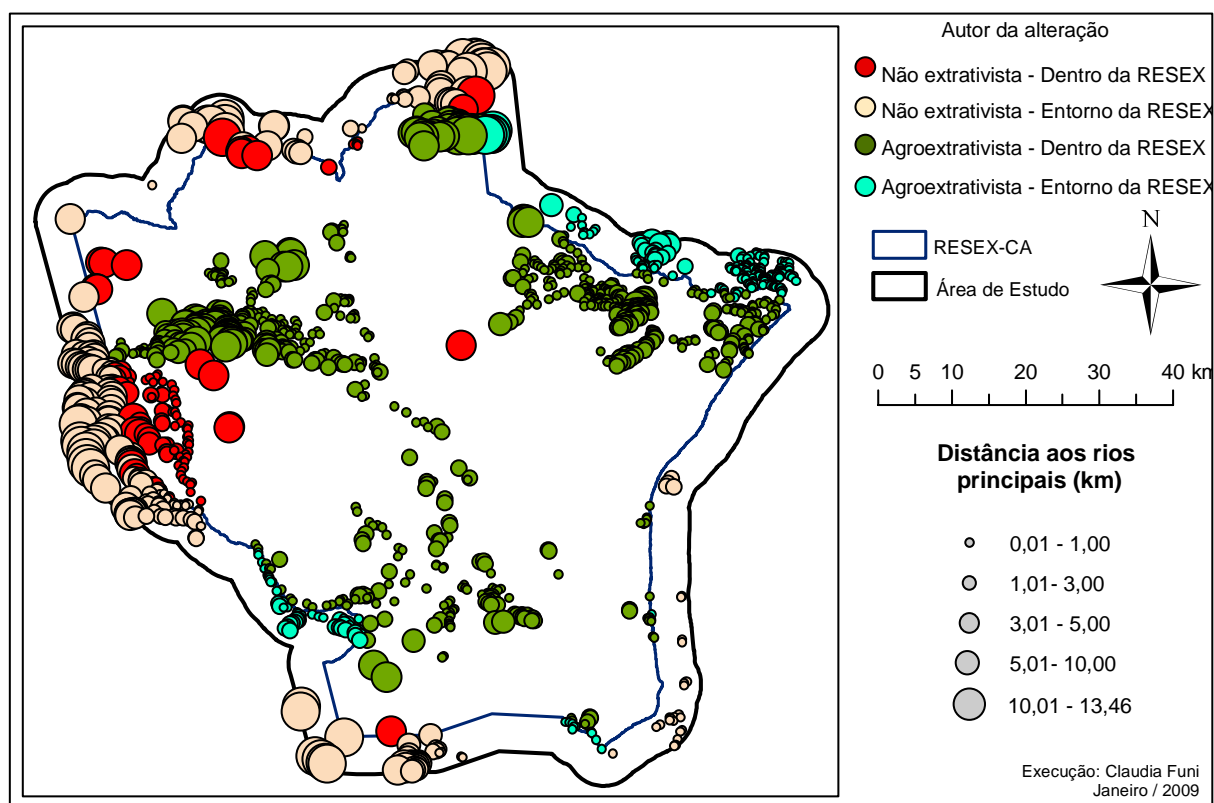 Autor da alteração
Não extrativista - Dentro da RESEX
Não extrativista - Entorno da RESEX
Agroextrativista - Dentro da RESEX
Agroextrativista - Entorno da RESEX
RESEX-CA
Área de Estudo
N
0 5 10 20 30 40 km
Distância aos rios
principais (km)
0,01 - 1,00
1,01- 3,00
3,01 - 5,00
5,01- 10,00
10,01 - 13,46
Execução: Claudia Funi
Janeiro / 2009